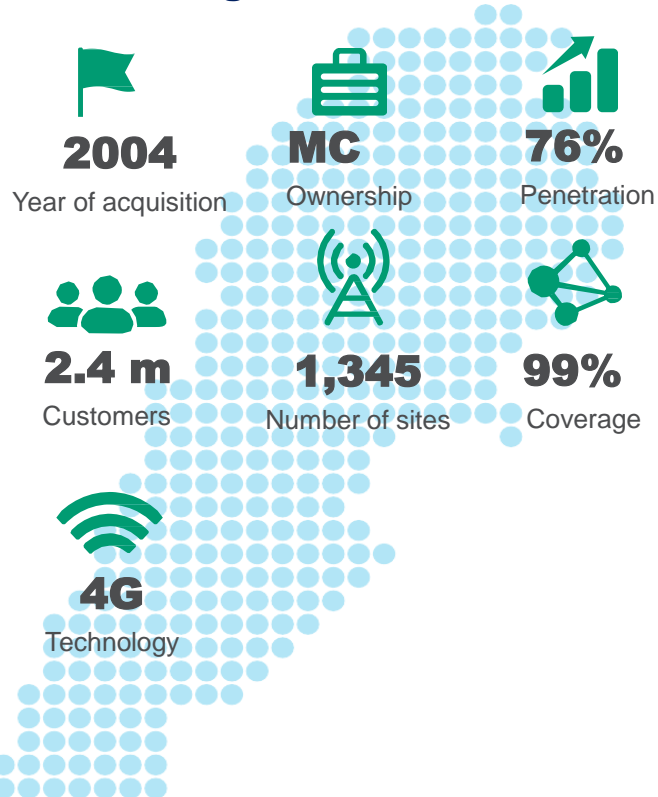 2004
MC
76%
Year of acquisition
Ownership
Penetration
2.4 m
1,345
99%
Customers
Number of sites
Coverage
4G
Technology